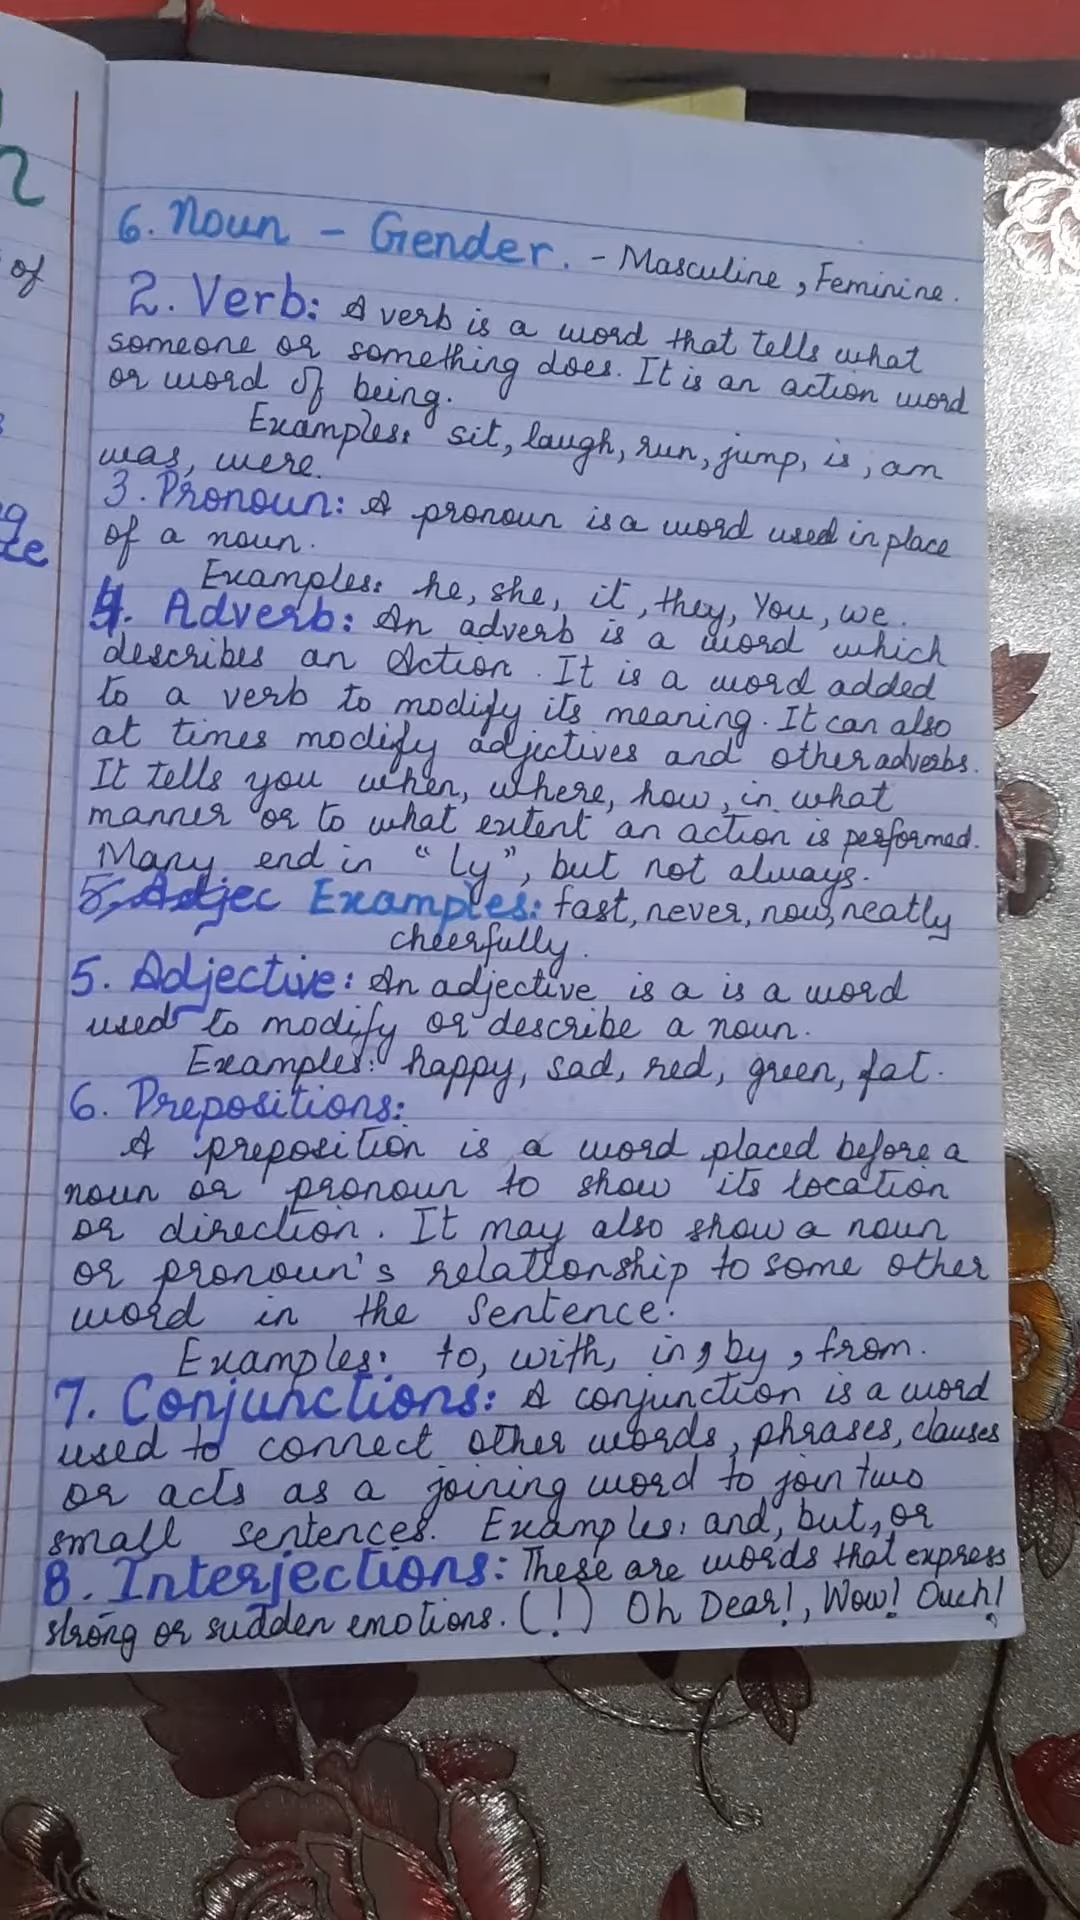 of
6. Noun - Gender. - Masculine, Feminine.
2. Verb: A verb is a word that tells what
someone or something does. It is an action word
or word of being.
Examples: sit, laugh, run, jump, is, am
was, were.
3. Pronoun: A pronoun is a word used in place
of a noun.
Examples: he, she, it, they, You, we.
4. Adverb: An adverb is a word which
describes an Action. It is a word added
to a verb to modify its meaning. It can also
at times modify adjectives and other adverbs.
It tells you when, where, how, in what
manner or to what extent an action is performed.
Many end in "ly", but not always.
5, Adjec Examples: fast, never, now, neatly
cheerfully.
5. Adjective: An adjective is a is a word
used to modify or describe a noun.
Examples: happy, sad, red, green, fat.
6. Prepositions:
A preposition is a word placed before a
noun or pronoun to show its location
or direction. It may also show a noun
or pronoun's relationship to some other
word in the Sentence.
Examples: to, with, in, by, from.
7. Conjunctions: A conjunction is a word
used to connect other words, phrases, clauses
or acts as a joining word to join two
small sentences. Examples: and, but, or
8. Interjections: These are words that express
strong or sudden emotions. (!) Oh Dear!, Wow! Ouch!